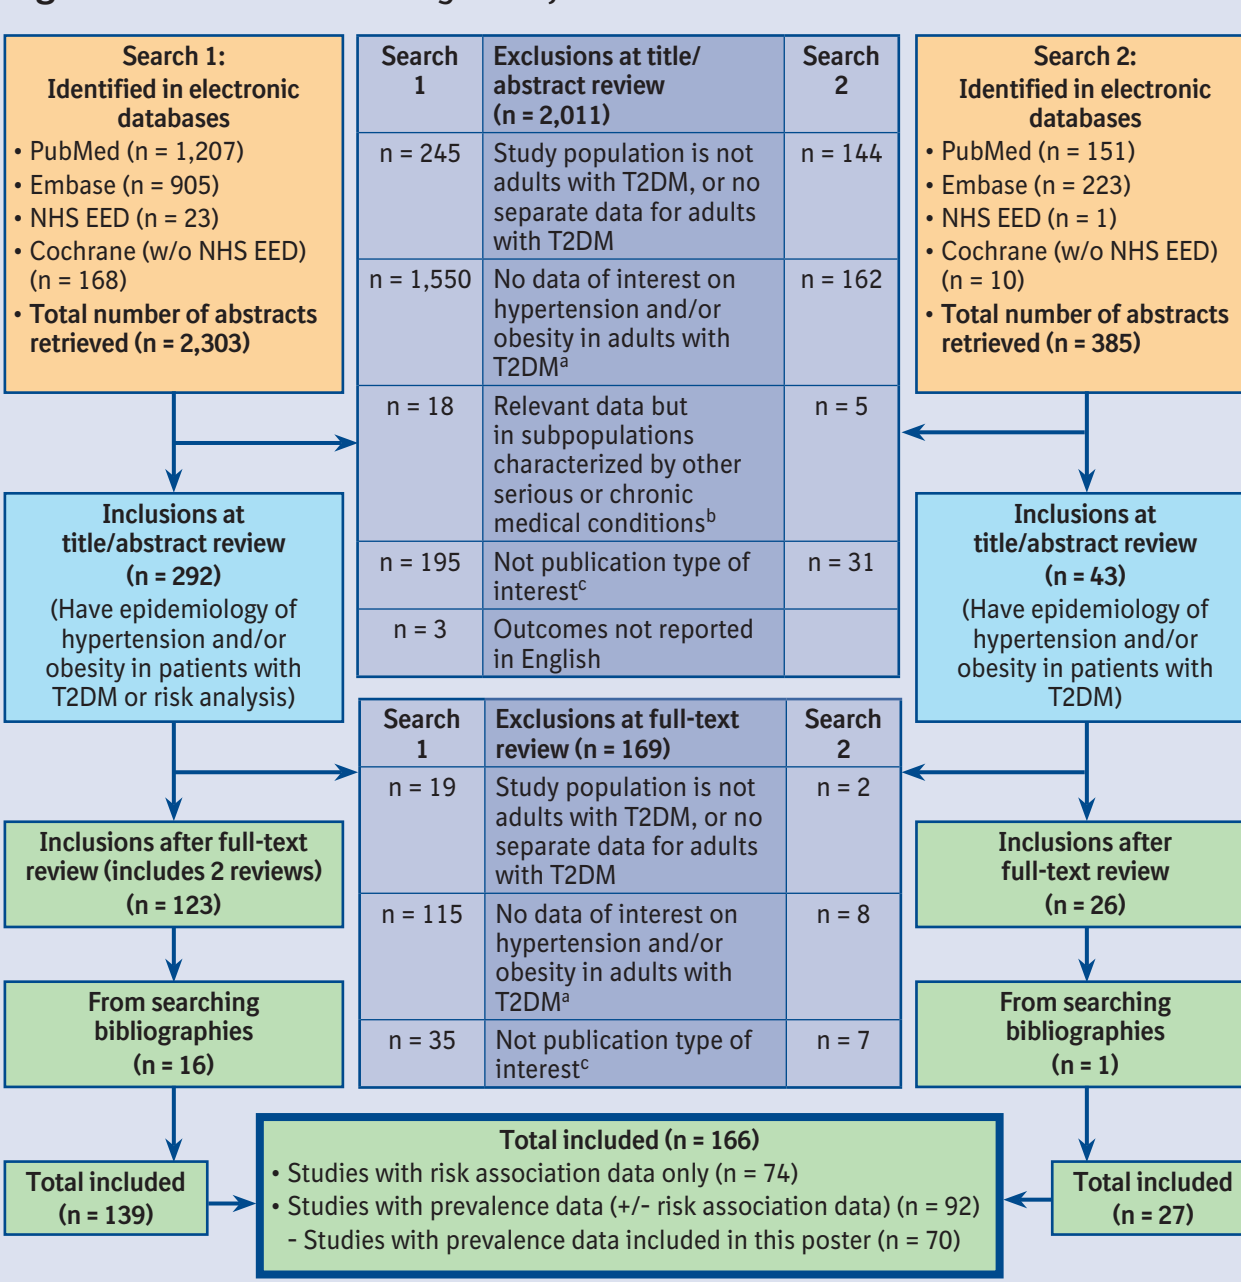 Search 1:
Identified in electronic
databases
• PubMed (n = 1,207)
• Embase (n = 905)
• NHS EED (n = 23)
• Cochrane (w/o NHS EED)
(n = 168)
• Total number of abstracts
retrieved (n = 2,303)
Search
1
Exclusions at title/
abstract review
(n = 2,011)
Search
2
n = 245
Study population is not
adults with T2DM, or no
separate data for adults
with T2DM
n = 144
n = 1,550
No data of interest on
hypertension and/or
obesity in adults with
T2DMa
n = 162
n = 18
Relevant data but
in subpopulations
characterized by other
serious or chronic
medical conditionsb
n = 5
n = 195
Not publication type of
interestc
n = 31
n = 3
Outcomes not reported
in English
Search 2:
Identified in electronic
databases
• PubMed (n = 151)
• Embase (n = 223)
• NHS EED (n = 1)
• Cochrane (w/o NHS EED)
(n = 10)
• Total number of abstracts
retrieved (n = 385)
Inclusions at
title/abstract review
(n = 292)
(Have epidemiology of
hypertension and/or
obesity in patients with
T2DM or risk analysis)
Inclusions at
title/abstract review
(n = 43)
(Have epidemiology of
hypertension and/or
obesity in patients with
T2DM)
Search
1
Exclusions at full-text
review (n = 169)
Search
2
n = 19
Study population is not
adults with T2DM, or no
separate data for adults
with T2DM
n = 2
n = 115
No data of interest on
hypertension and/or
obesity in adults with
T2DMa
n = 8
n = 35
Not publication type of
interestc
n = 7
Inclusions after full-text
review (includes 2 reviews)
(n = 123)
Inclusions after
full-text review
(n = 26)
From searching
bibliographies
(n = 16)
From searching
bibliographies
(n = 1)
Total included
(n = 139)
Total included (n = 166)
• Studies with risk association data only (n = 74)
• Studies with prevalence data (+/- risk association data) (n = 92)
- Studies with prevalence data included in this poster (n = 70)
Total included
(n = 27)